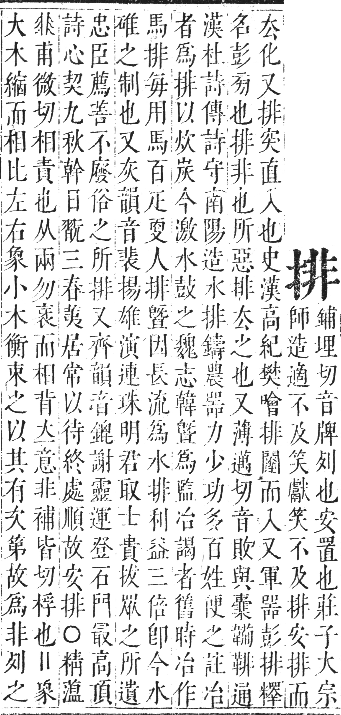 排
鋪埋切音牌列也安置也莊子大宗
師造適不及笑獻笑不及排安排而
去化又排突直入也史漢高紀樊噲排闥而入又軍器彭排釋
名彭旁也排非也所惡排去之也又薄邁切音敗與橐韛鞴通
漢杜詩傳詩守南陽造水排鑄農器力少功多百姓便之註冶
者爲排以炊炭今激水鼓之魏志韓曁爲監冶謁者舊時冶作
馬排每用馬百疋更人排曁因長流爲水排利益三倍卽今水
碓之制也又灰韻音裴揚雄演連珠明君取士貴拔衆之所遺
忠臣薦善不廢俗之所排又齊韻音鎞謝靈運登石門最高頂
詩心契九秋幹日翫三春荑居常以待終處順故安排○精薀
甫微切相責也从兩勿衺而相背大意非補皆切桴也〢象
大木縮而相比左右象小木衡束之以其有次第故爲非列之